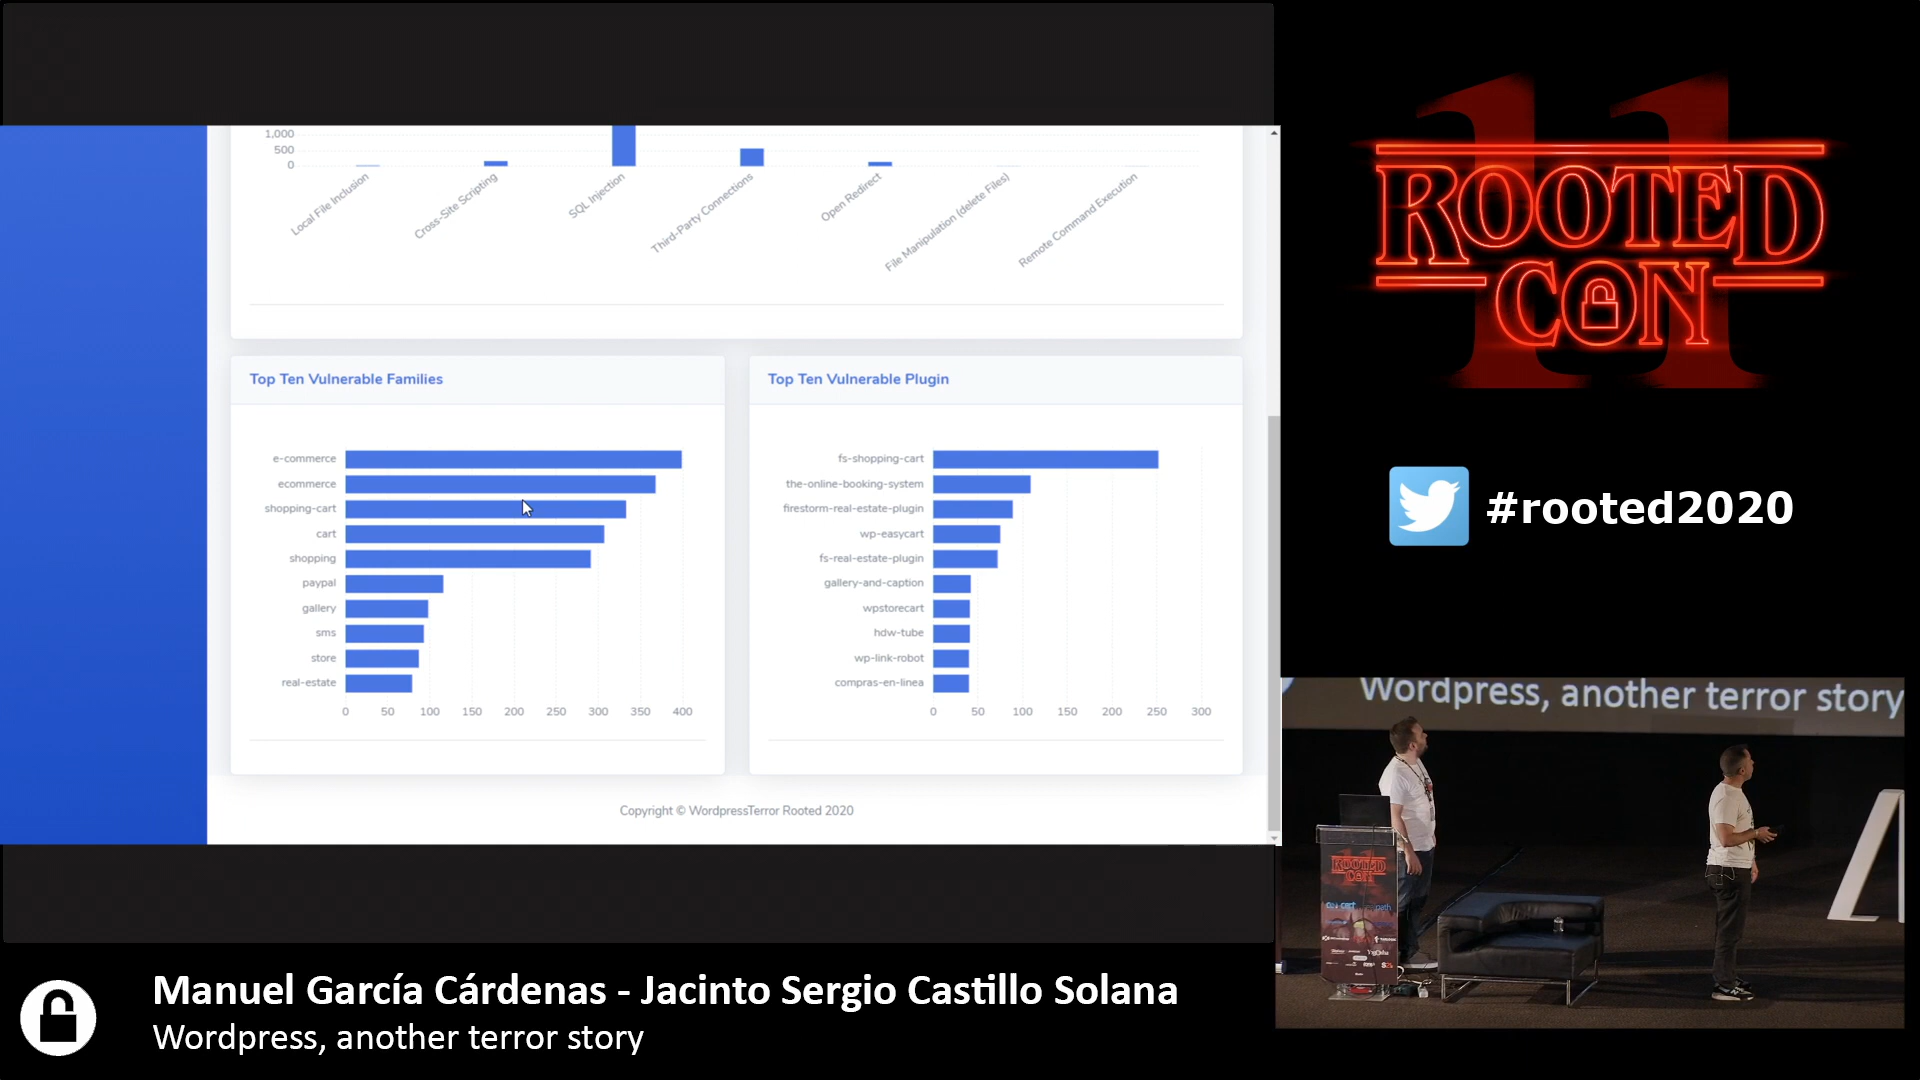 1,000
500
0
Local File Inclusion
Cross-Site Scripting
SQL Injection
Third-Party Connections
Open Redirect
File Manipulation (delete Files)
Remote Command Execution
Top Ten Vulnerable Families
e-commerce
ecommerce
shopping-cart
cart
shopping
paypal
gallery
sms
store
real-estate
0 50 100 150 200 250 300 350 400
Top Ten Vulnerable Plugin
fs-shopping-cart
the-online-booking-system
firestorm-real-estate-plugin
wp-easycart
fs-real-estate-plugin
gallery-and-caption
wpstorecart
hdw-tube
wp-link-robot
compras-en-linea
0 50 100 150 200 250 300
Copyright © WordpressTerror Rooted 2020
11
ROOTED
CON
#rooted2020
Wordpress, another terror story
ROOTED
CON
Manuel García Cárdenas - Jacinto Sergio Castillo Solana
Wordpress, another terror story